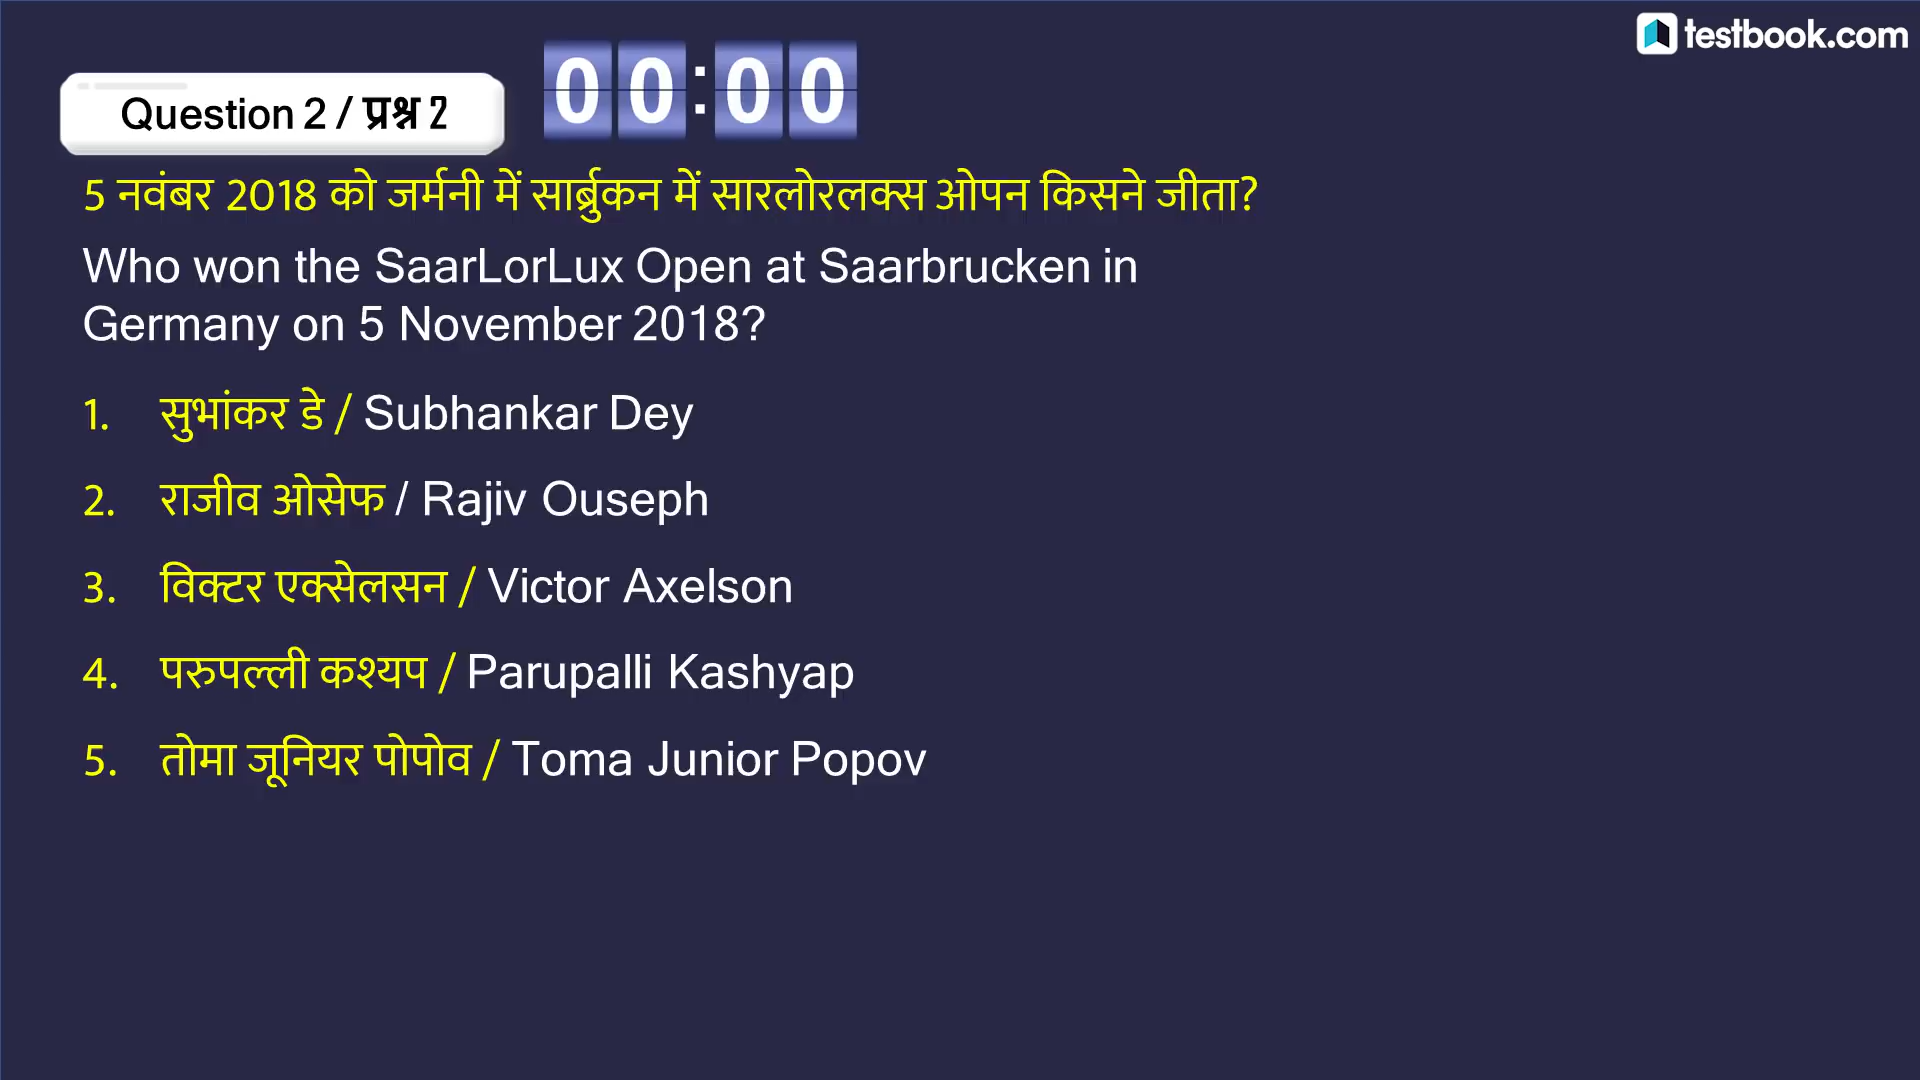 testbook.com
00:00
Question 2 / प्रश्न 2
5 नवंबर 2018 को जर्मनी में सार्ब्रुकन में सारलोरलक्स ओपन किसने जीता?
Who won the SaarLorLux Open at Saarbrucken in
Germany on 5 November 2018?
1. सुभांकर डे / Subhankar Dey
2. राजीव ओसेफ / Rajiv Ouseph
3. विक्टर एक्सेलसन / Victor Axelson
4. परुपल्ली कश्यप / Parupalli Kashyap
5. तोमा जूनियर पोपोव / Toma Junior Popov